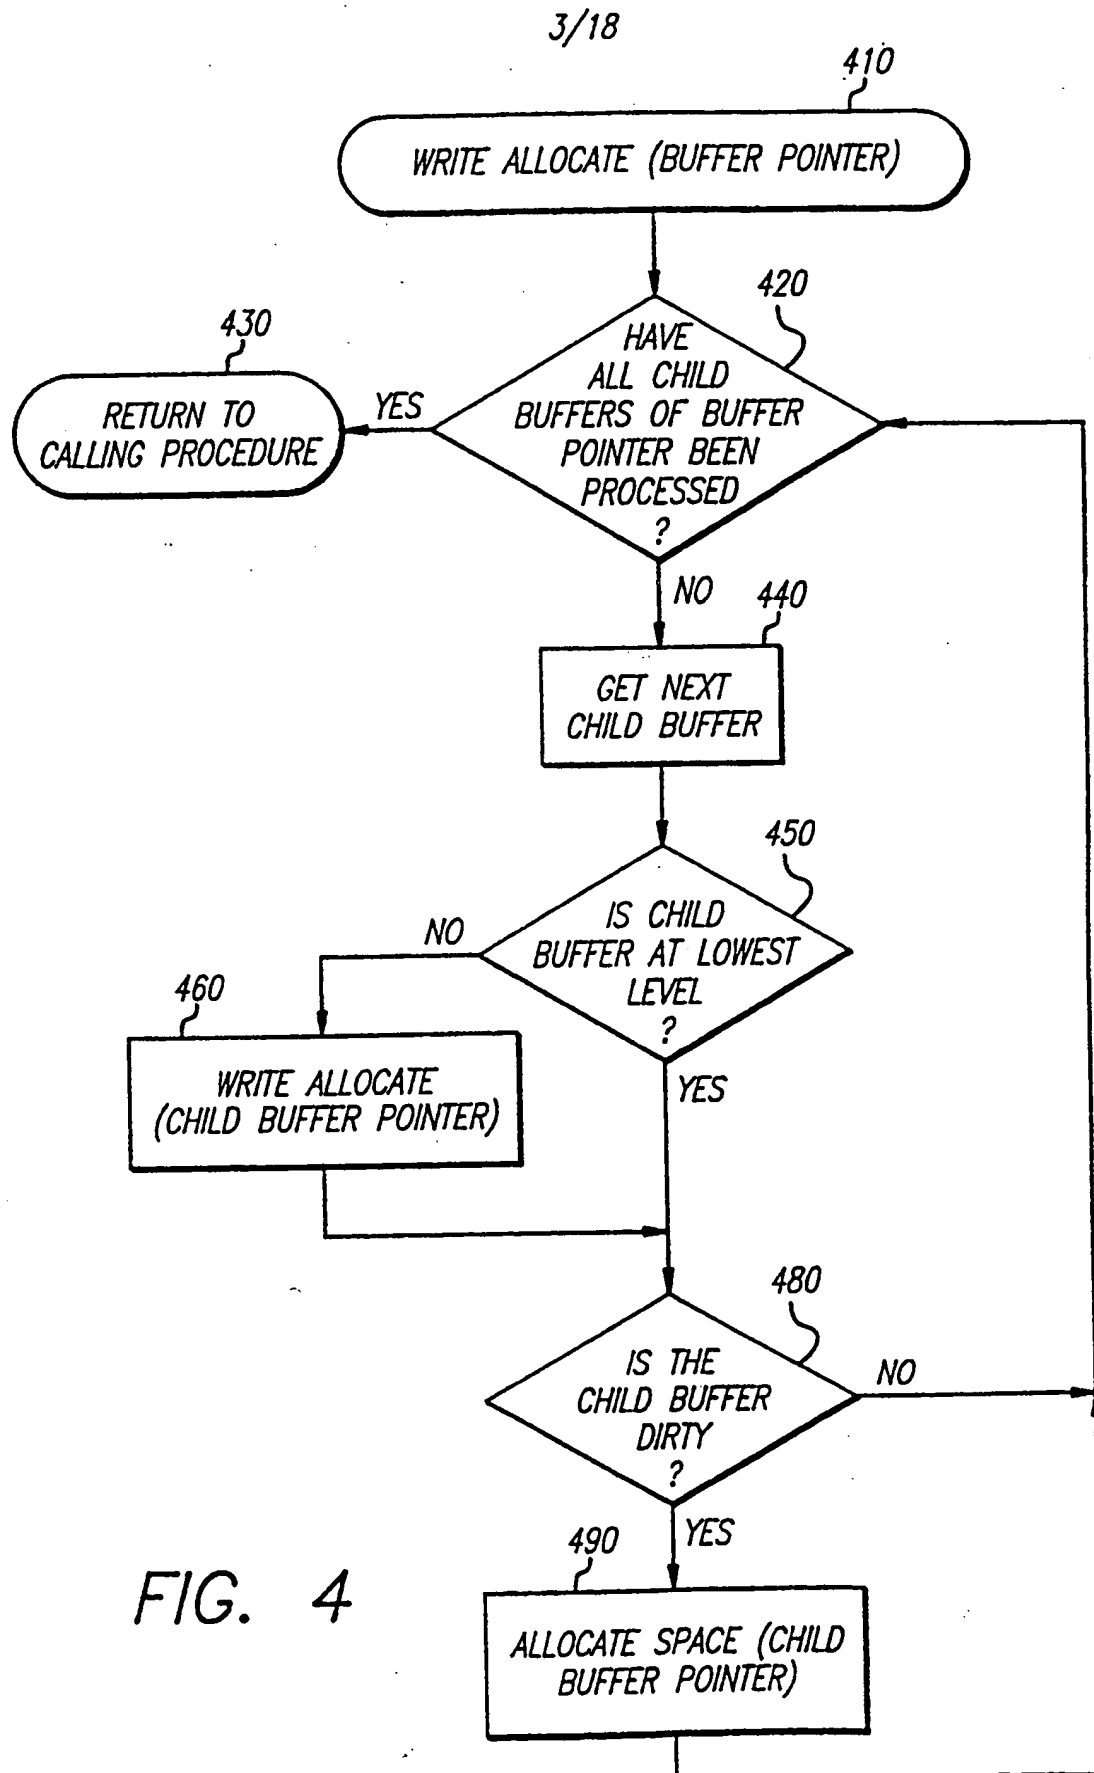 3/18
410
WRITE ALLOCATE (BUFFER POINTER)
420
HAVE
ALL CHILD
BUFFERS OF BUFFER
POINTER BEEN
PROCESSED
?
430
YES
RETURN TO
CALLING PROCEDURE
NO
440
GET NEXT
CHILD BUFFER
450
IS CHILD
BUFFER AT LOWEST
LEVEL
?
NO
460
WRITE ALLOCATE
(CHILD BUFFER POINTER)
YES
480
IS THE
CHILD BUFFER
DIRTY
?
NO
YES
490
ALLOCATE SPACE (CHILD
BUFFER POINTER)
FIG. 4